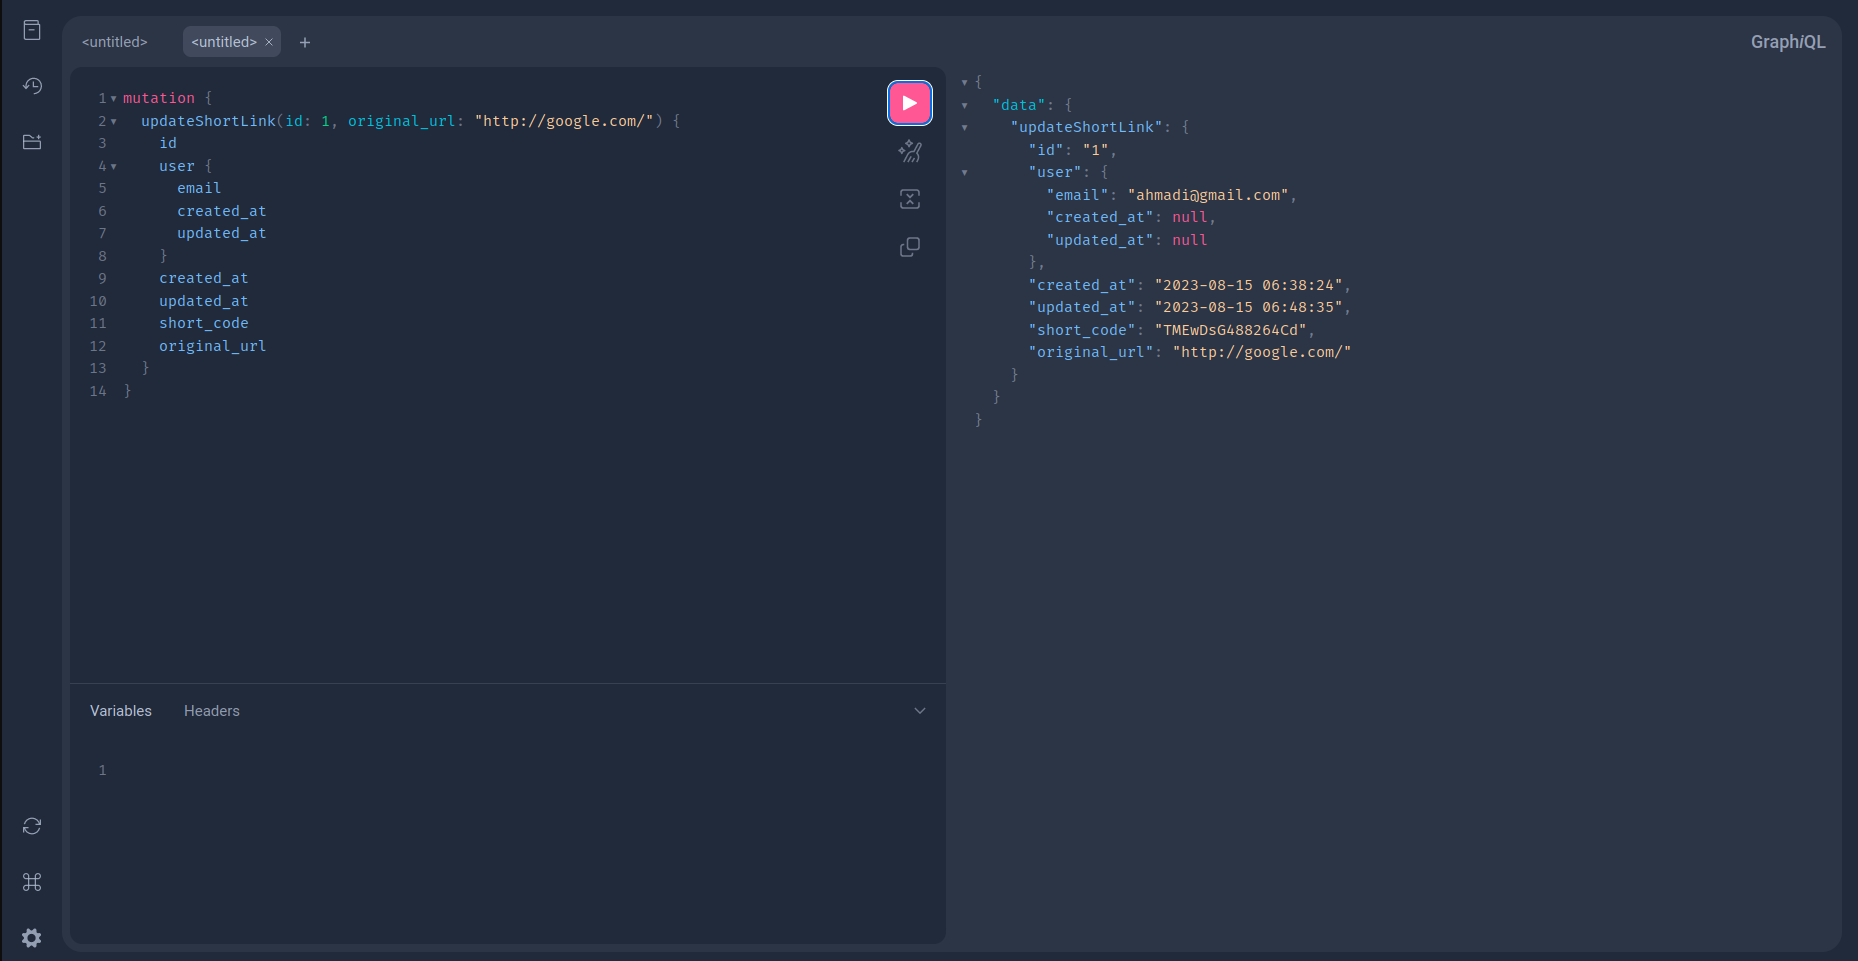 <untitled>
<untitled> ×
GraphiQL
1 mutation {
2   updateShortLink(id: 1, original_url: "http://google.com/") {
3     id
4     user {
5       email
6       created_at
7       updated_at
8     }
9     created_at
10     updated_at
11     short_code
12     original_url
13   }
14 }
{
  "data": {
    "updateShortLink": {
      "id": "1",
      "user": {
        "email": "ahmadi@gmail.com",
        "created_at": null,
        "updated_at": null
      },
      "created_at": "2023-08-15 06:38:24",
      "updated_at": "2023-08-15 06:48:35",
      "short_code": "TMEwDsG488264Cd",
      "original_url": "http://google.com/"
    }
  }
}
Variables Headers
1